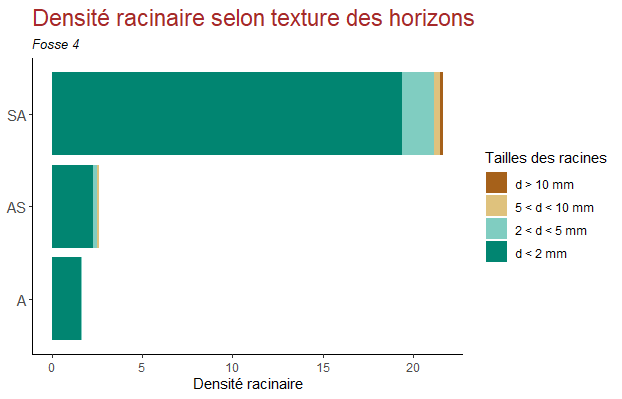 Densité racinaire selon texture des horizons
Fosse 4
SA
AS
A
0 5 10 15 20
Densité racinaire
Tailles des racines
d > 10 mm
5 < d < 10 mm
2 < d < 5 mm
d < 2 mm